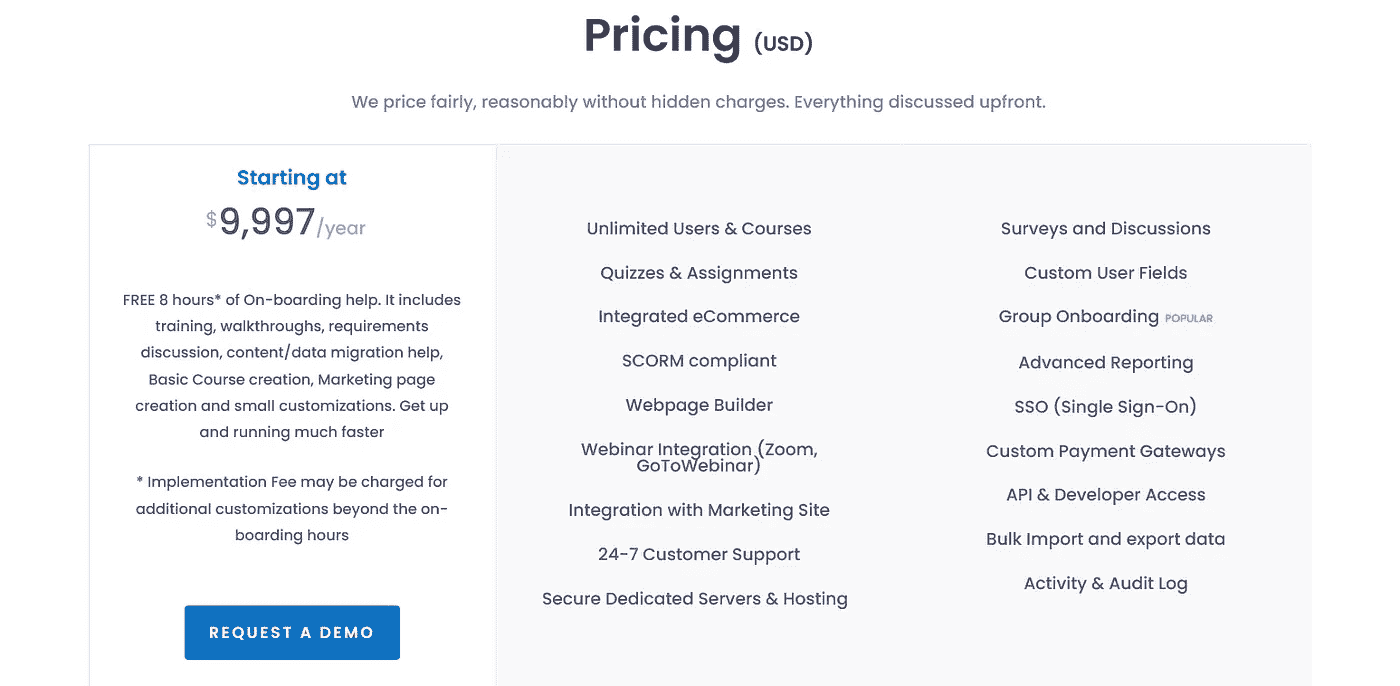 Pricing (USD)
We price fairly, reasonably without hidden charges. Everything discussed upfront.
Starting at
$9,997/year
FREE 8 hours* of On-boarding help. It includes
training, walkthroughs, requirements
discussion, content/data migration help,
Basic Course creation, Marketing page
creation and small customizations. Get up
and running much faster
* Implementation Fee may be charged for
additional customizations beyond the on-
boarding hours
REQUEST A DEMO
Unlimited Users & Courses
Quizzes & Assignments
Integrated eCommerce
SCORM compliant
Webpage Builder
Webinar Integration (Zoom,
GoToWebinar)
Integration with Marketing Site
24-7 Customer Support
Secure Dedicated Servers & Hosting
Surveys and Discussions
Custom User Fields
Group Onboarding POPULAR
Advanced Reporting
SSO (Single Sign-On)
Custom Payment Gateways
API & Developer Access
Bulk Import and export data
Activity & Audit Log